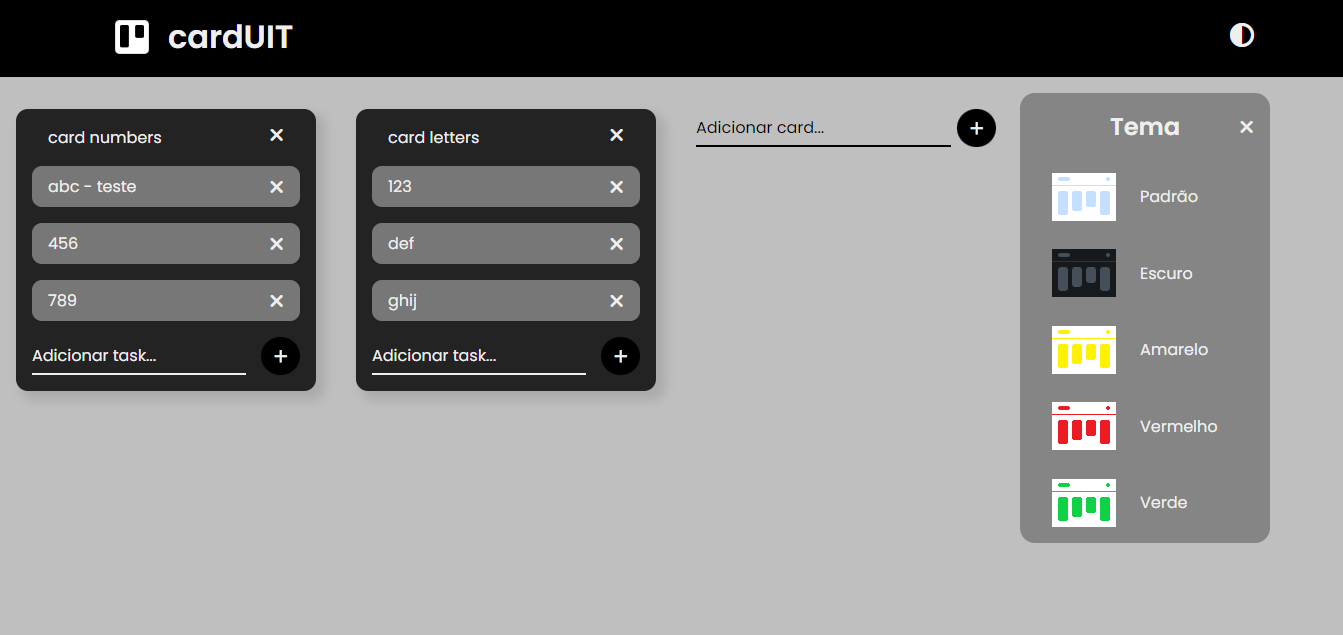 cardUIT
card numbers
abc - teste
456
789
Adicionar task...
card letters
123
def
ghij
Adicionar task...
Adicionar card...
Tema
Padrão
Escuro
Amarelo
Vermelho
Verde